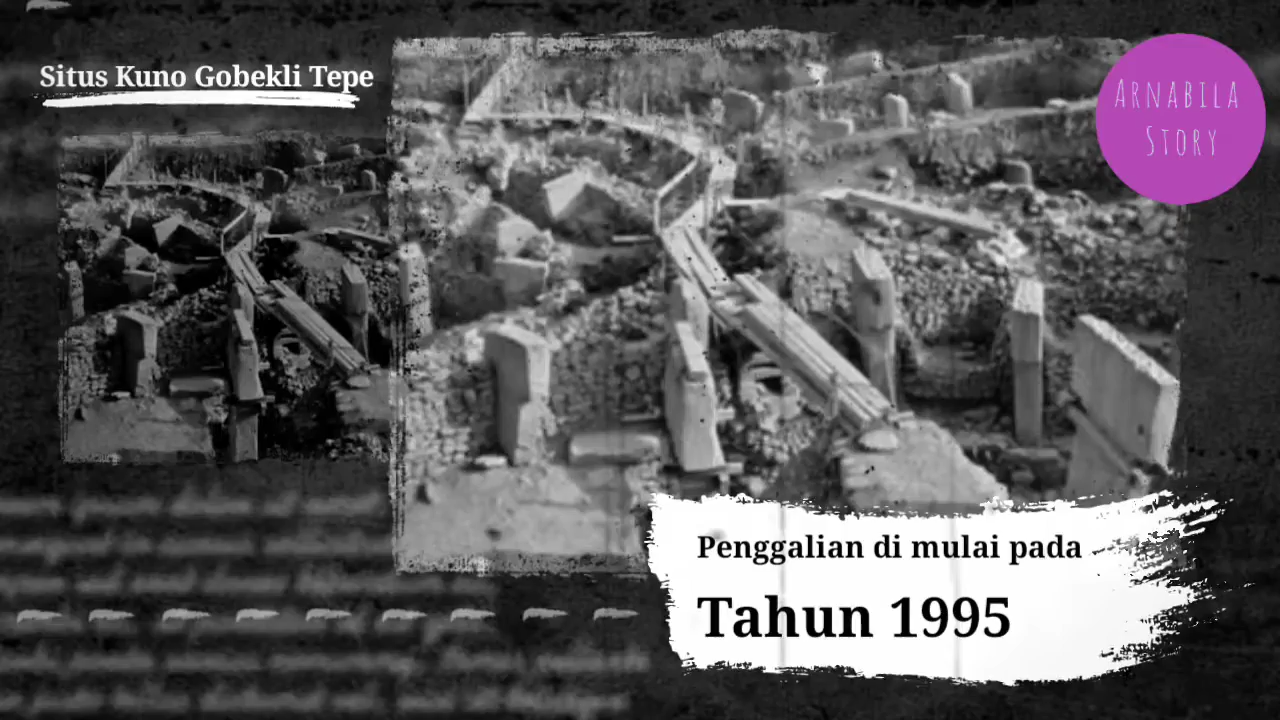 Situs Kuno Gobekli Tepe
ARNABILA
STORY
Penggalian di mulai pada
Tahun 1995